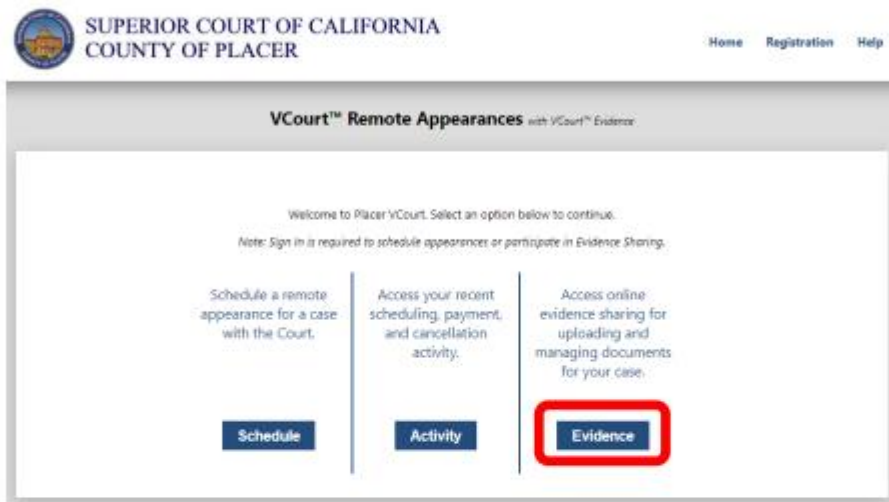 SUPERIOR COURT OF CALIFORNIA
COUNTY OF PLACER
Home Registration Help
VCourt™ Remote Appearances with VCourt™ Evidence
Welcome to Placer VCourt. Select an option below to continue.
Note: Sign in is required to schedule appearances or participate in Evidence Sharing.
Schedule a remote
appearance for a case
with the Court.
Schedule
Access your recent
scheduling, payment,
and cancellation
activity.
Activity
Access online
evidence sharing for
uploading and
managing documents
for your case.
Evidence